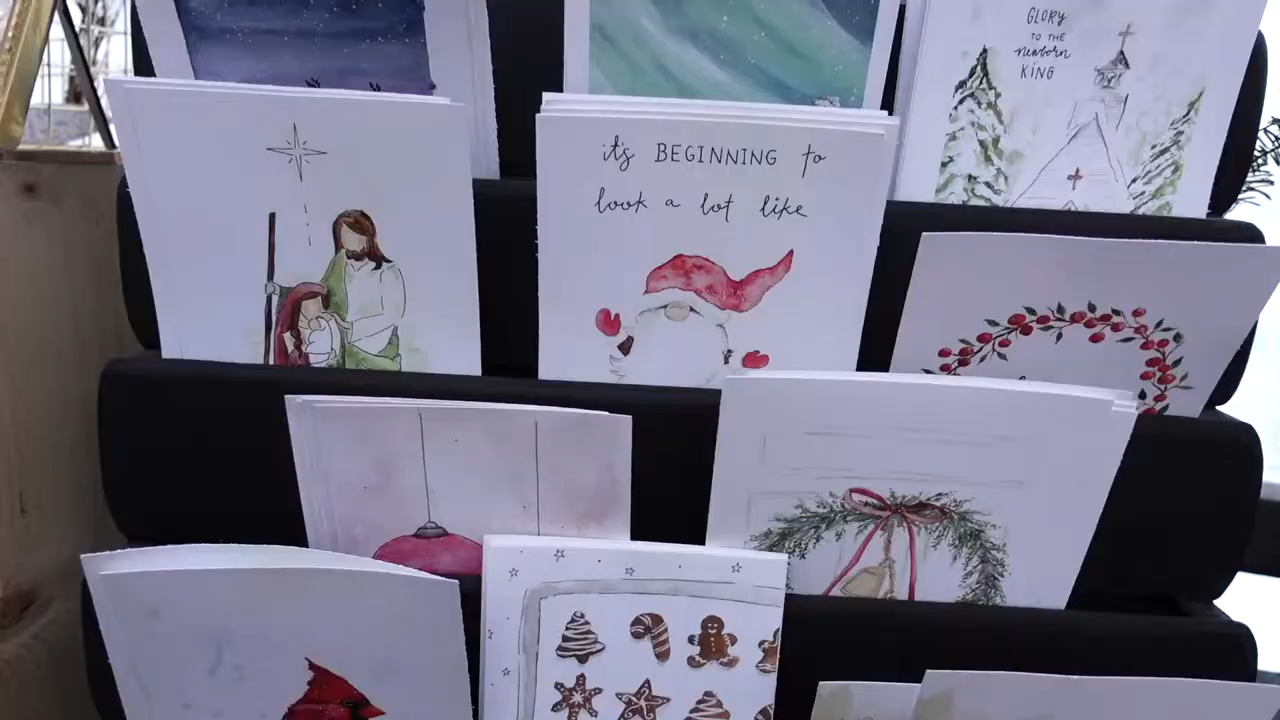 GLORY
TO THE
newborn
KING
it's BEGINNING to
look a lot like